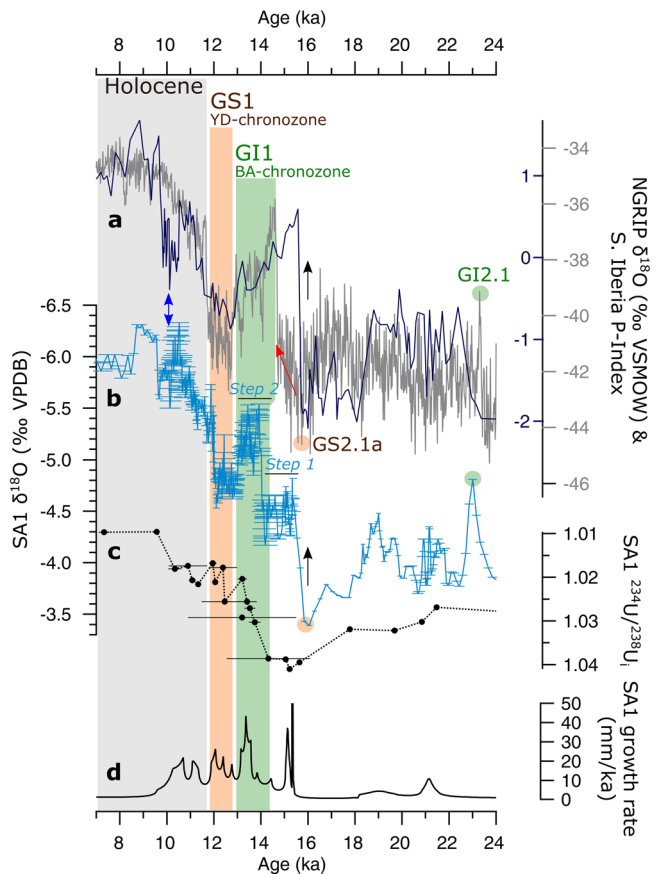 Age (ka)
8 10 12 14 16 18 20 22 24
Holocene
GS1
YD-chronozone
GI1
BA-chronozone
a
-34
-36
-38
-40
-42
-44
-46
1
0
-1
-2
NGRIP δ¹⁸O (‰ VSMOW) &
S. Iberia P-Index
GI2.1
GS2.1a
-6.5
-6.0
-5.5
-5.0
-4.5
-4.0
-3.5
SA1 δ¹⁸O (‰ VPDB)
b
Step 2
Step 1
c
1.01
1.02
1.03
1.04
SA1 ²³⁴U/²³⁸Uᵢ
d
50
40
30
20
10
0
SA1 growth rate
(mm/ka)
8 10 12 14 16 18 20 22 24
Age (ka)